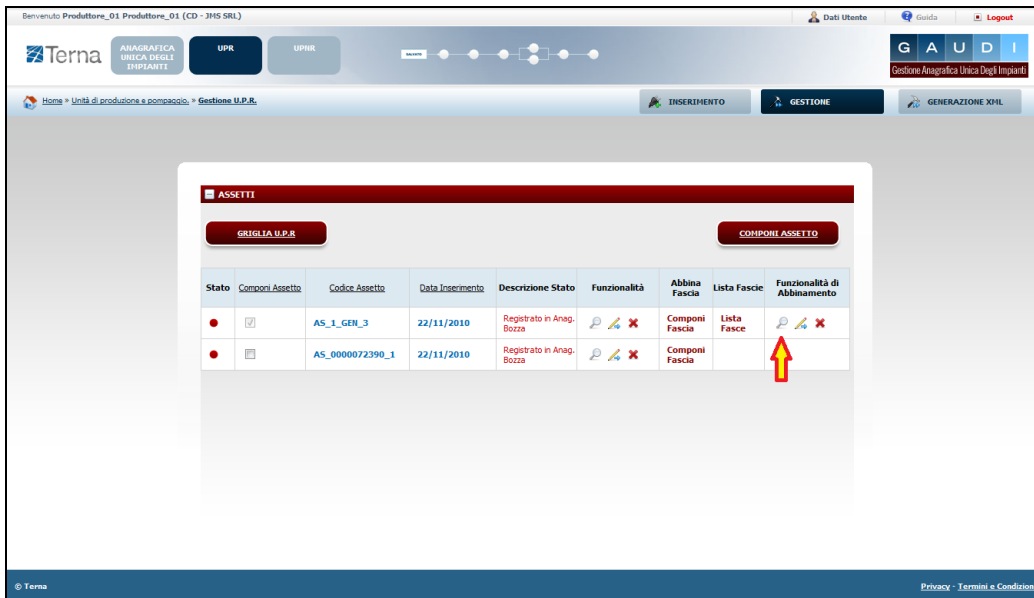 Benvenuto Produttore_01 Produttore_01 (CD - JMS SRL)
Dati Utente
Guida
Logout
Terna
ANAGRAFICA
UNICA DEGLI
IMPIANTI
UPR
UPNR
G A U D I
Gestione Anagrafica Unica Degli Impianti
Home » Unità di produzione e pompaggio. » Gestione U.P.R.
INSERIMENTO
GESTIONE
GENERAZIONE XML
ASSETTI
GRIGLIA U.P.R
COMPONI ASSETTO
Stato Componi Assetto Codice Assetto Data Inserimento Descrizione Stato Funzionalità Abbina Fascia Lista Fascie Funzionalità di Abbinamento
AS_1_GEN_3 22/11/2010 Registrato in Anag. Bozza Componi Fascia Lista Fasce
AS_0000072390_1 22/11/2010 Registrato in Anag. Bozza Componi Fascia
© Terna
Privacy - Termini e Condizion